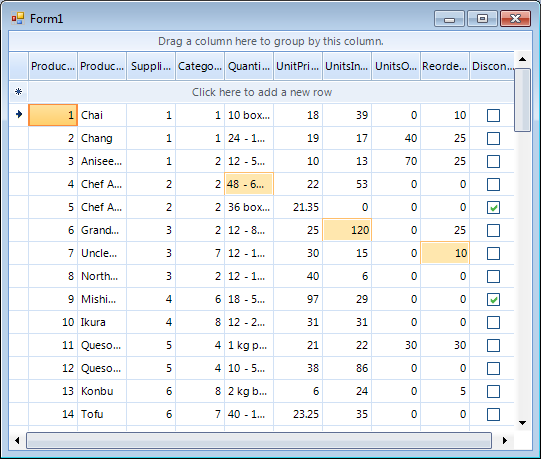 Form1
Drag a column here to group by this column.
Produc... Produc... Suppli... Catego... Quanti... UnitPri... UnitsIn... UnitsO... Reorde... Discon...
Click here to add a new row
1 Chai 1 1 10 box... 18 39 0 10
2 Chang 1 1 24 - 1... 19 17 40 25
3 Anisee... 1 2 12 - 5... 10 13 70 25
4 Chef A... 2 2 48 - 6... 22 53 0 0
5 Chef A... 2 2 36 box... 21.35 0 0 0
6 Grand... 3 2 12 - 8... 25 120 0 25
7 Uncle... 3 7 12 - 1... 30 15 0 10
8 North... 3 2 12 - 1... 40 6 0 0
9 Mishi... 4 6 18 - 5... 97 29 0 0
10 Ikura 4 8 12 - 2... 31 31 0 0
11 Queso... 5 4 1 kg p... 21 22 30 30
12 Queso... 5 4 10 - 5... 38 86 0 0
13 Konbu 6 8 2 kg b... 6 24 0 5
14 Tofu 6 7 40 - 1... 23.25 35 0 0